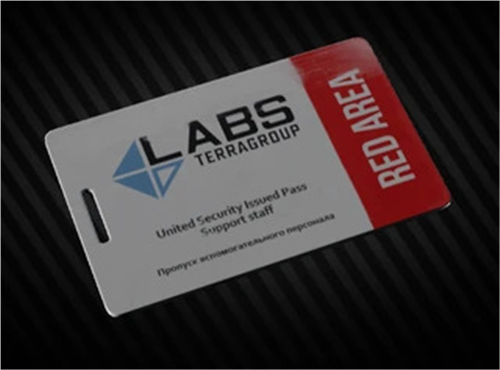 LABS
TERRAGROUP
RED AREA
United Security Issued Pass
Support staff
Пропуск вспомогательного персонала